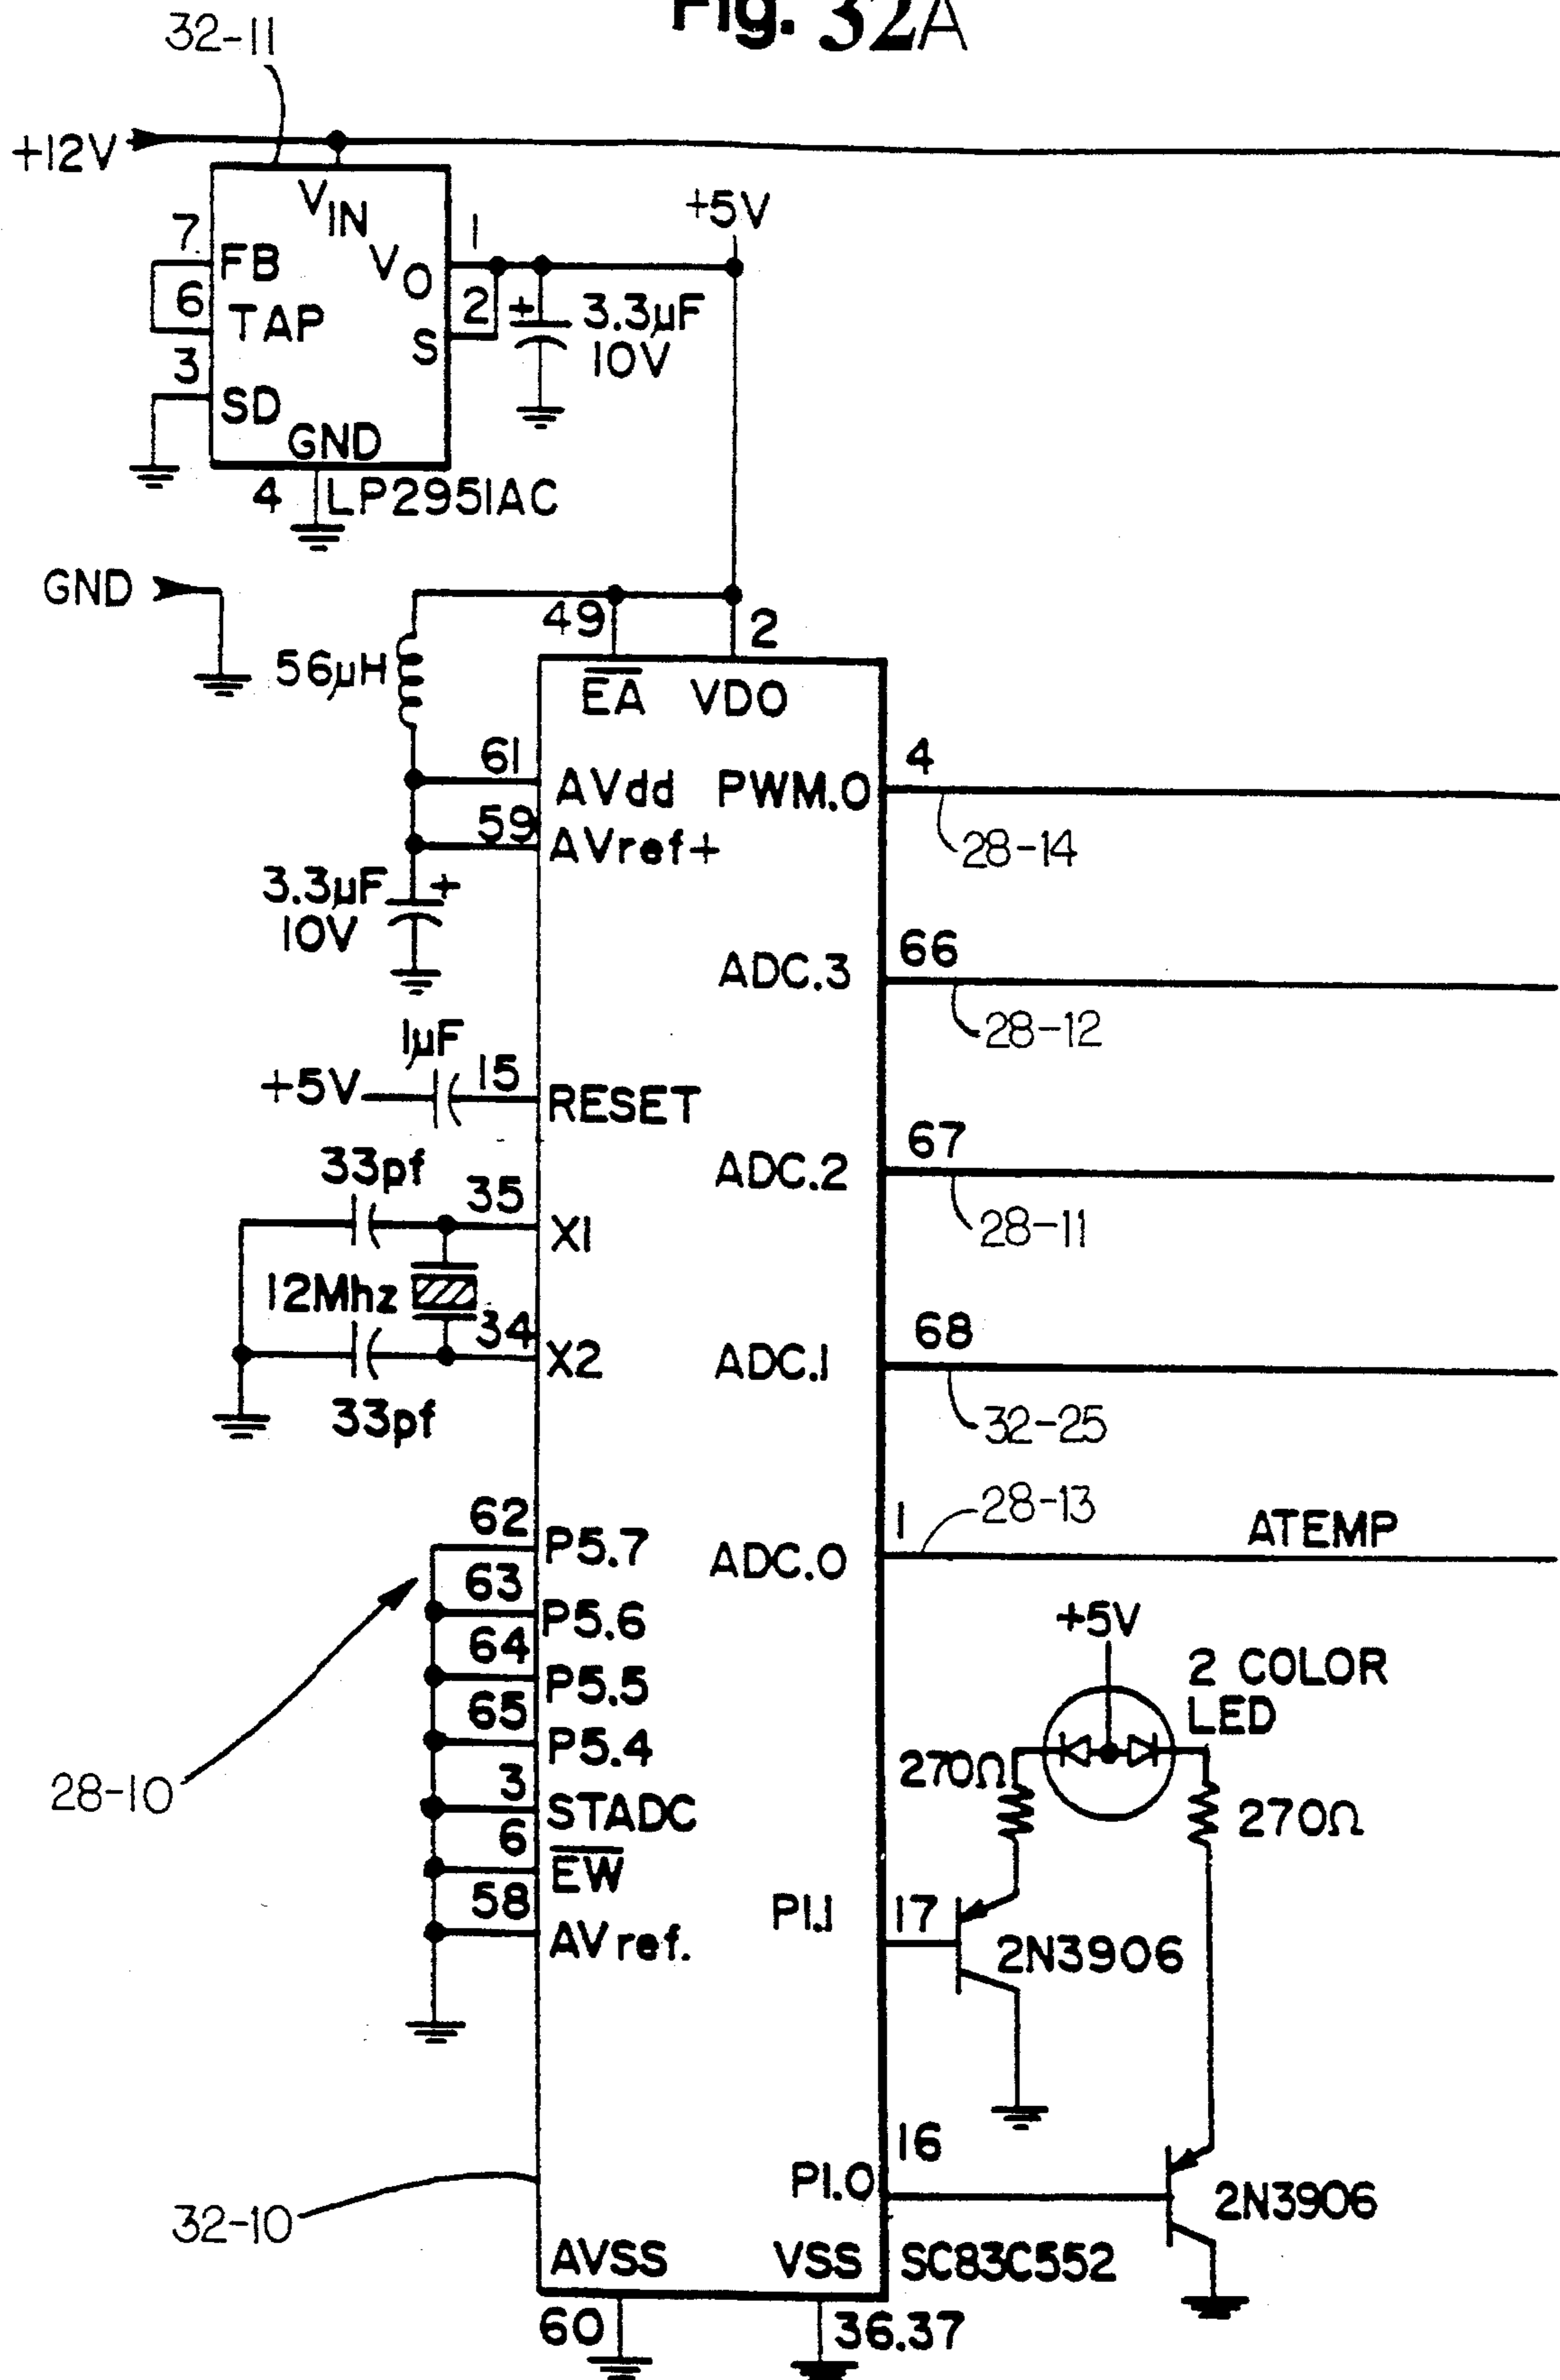 Fig. 32A
32-11
+12V
VIN
+5V
7
FB
VO
1
6
TAP
2
+
3.3µF
10V
S
3
SD
GND
4
LP2951AC
GND
49
2
56µH
EA
VDO
61
AVdd
PWM.0
4
28-14
59
AVref+
3.3µF
+
10V
ADC.3
66
28-12
1µF
+5V
15
RESET
67
ADC.2
28-11
33pf
35
X1
12Mhz
34
X2
33pf
68
ADC.1
32-25
62
P5.7
1
28-13
ATEMP
ADC.0
63
P5.6
+5V
64
P5.5
2 COLOR
LED
65
P5.4
270Ω
270Ω
28-10
3
STADC
6
EW
58
AVref.
P1.1
17
2N3906
16
P1.0
2N3906
32-10
AVSS
VSS
SC83C552
60
36.37